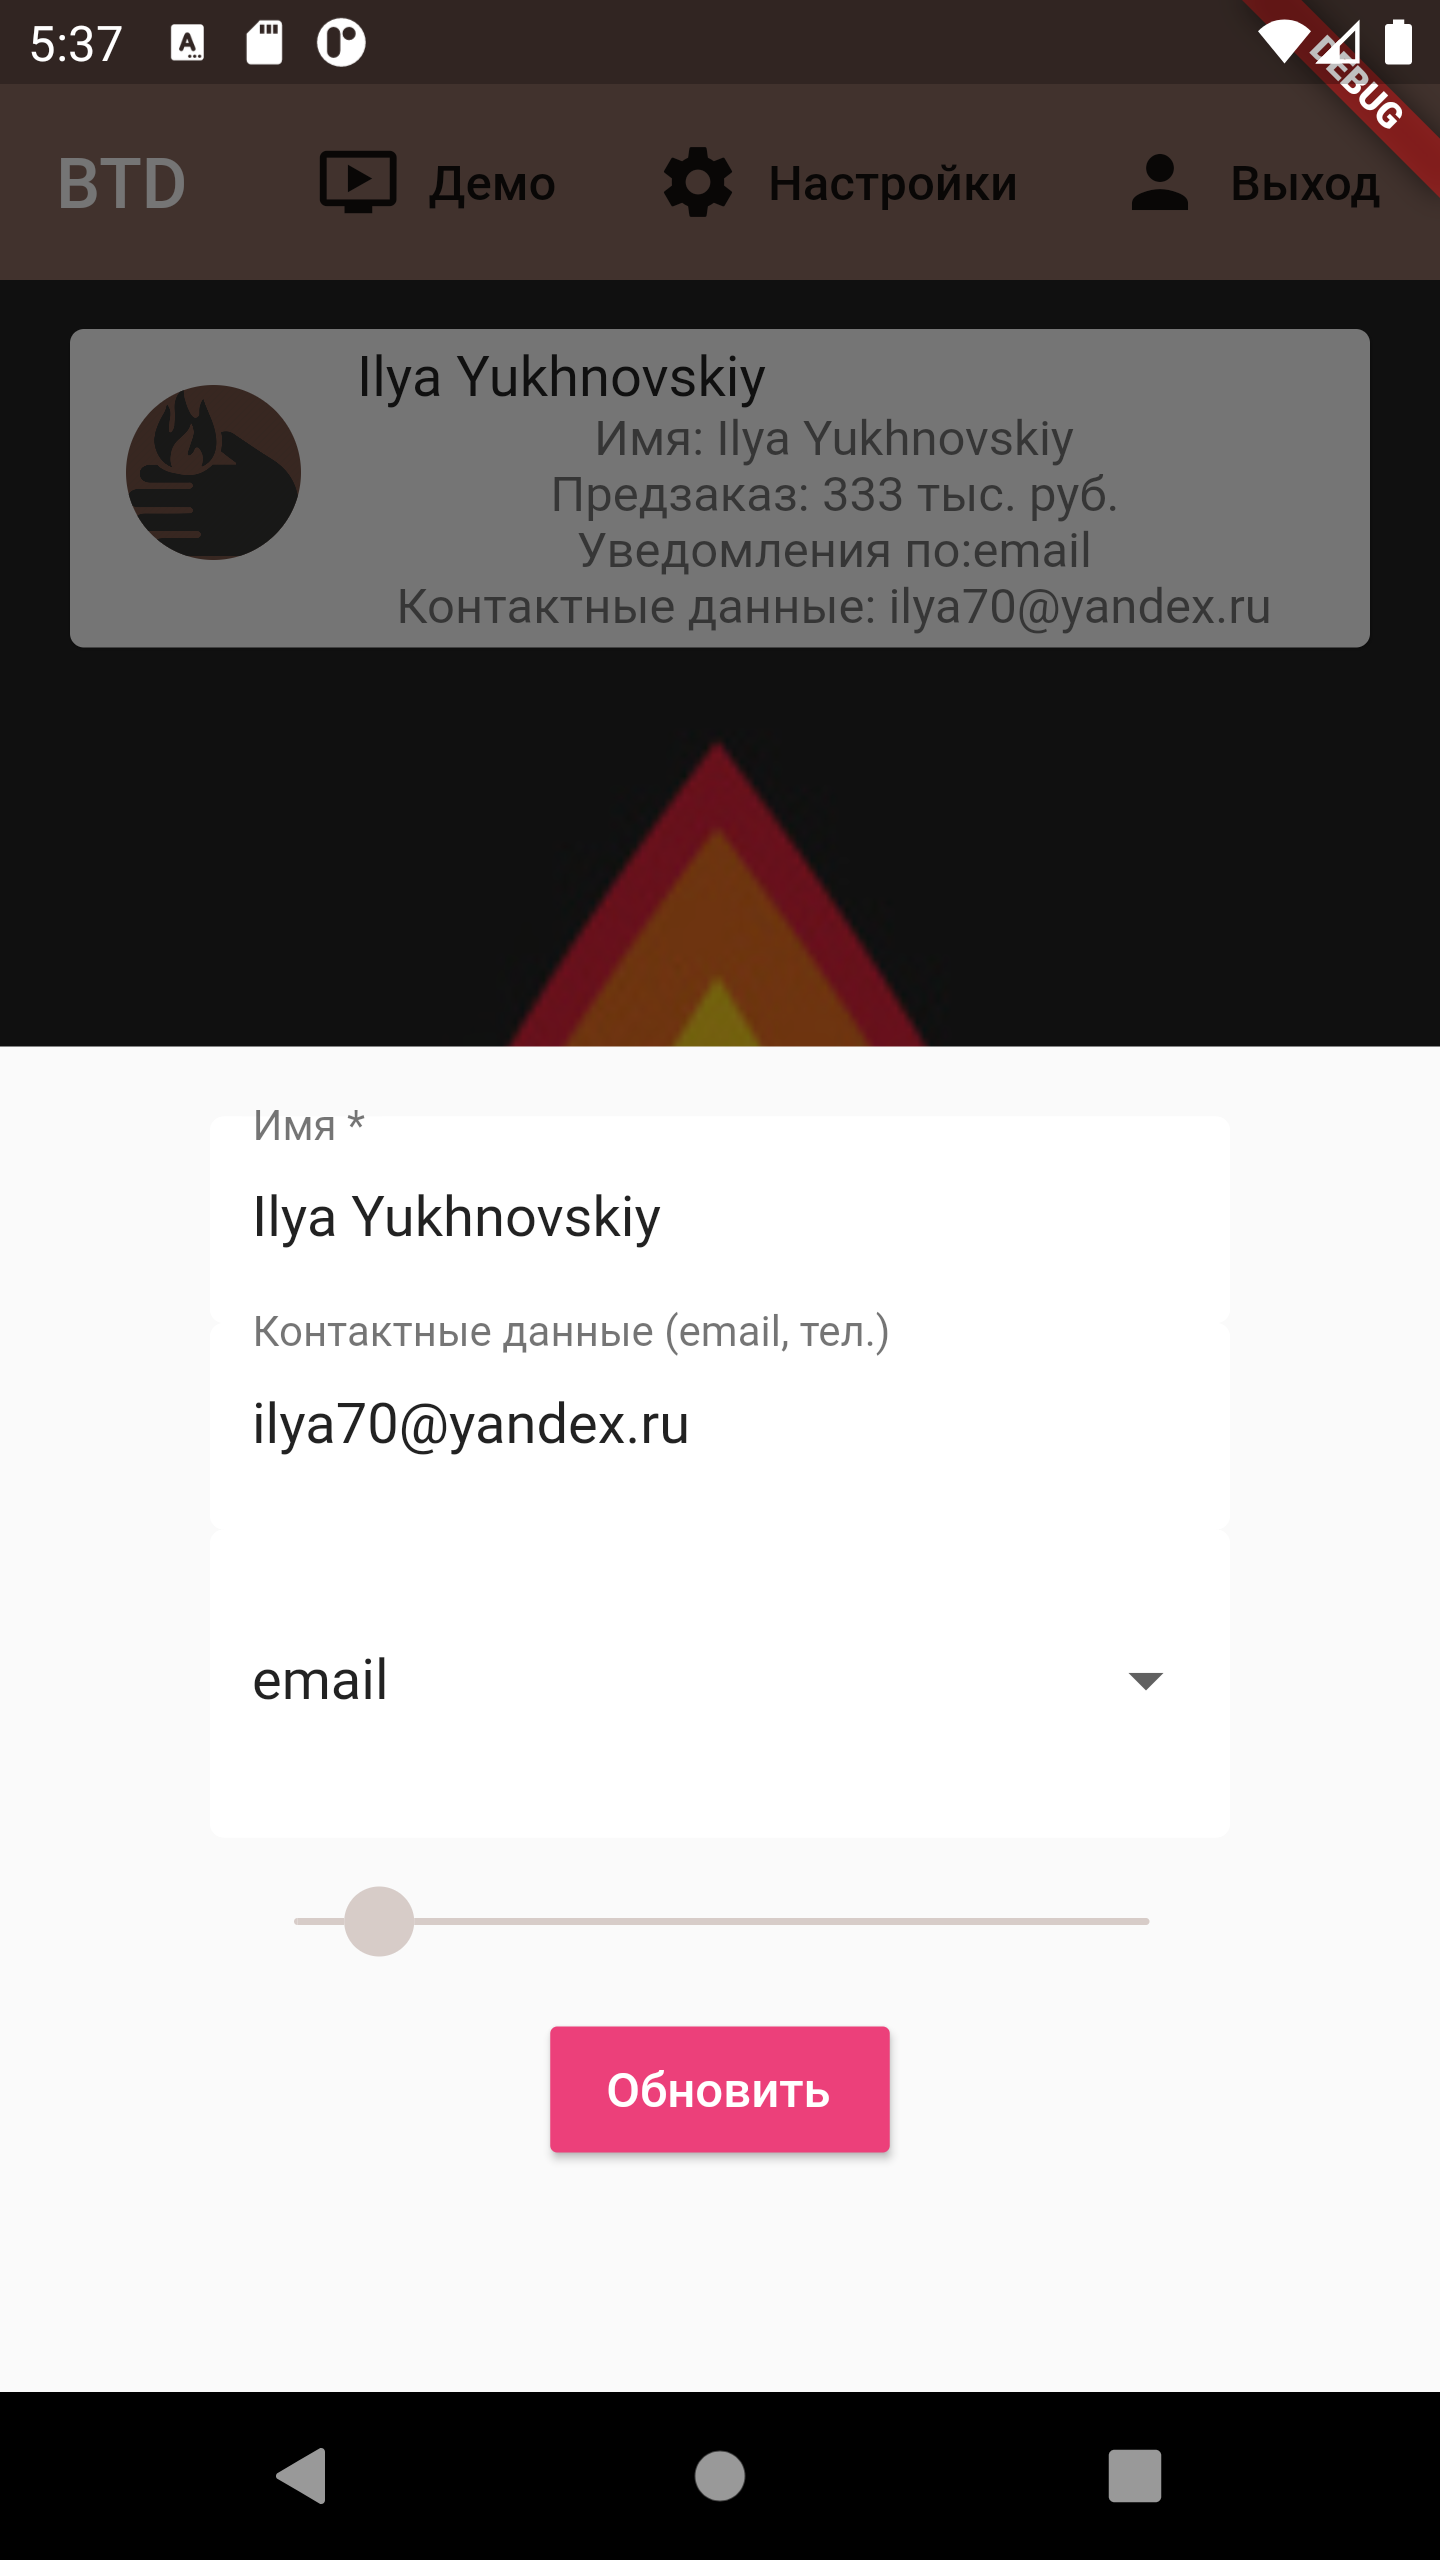 5:37
DEBUG
BTD Демо Настройки Выход
Ilya Yukhnovskiy
Имя: Ilya Yukhnovskiy
Предзаказ: 333 тыс. руб.
Уведомления по:email
Контактные данные: ilya70@yandex.ru
Имя *
Ilya Yukhnovskiy
Контактные данные (email, тел.)
ilya70@yandex.ru
email
Обновить